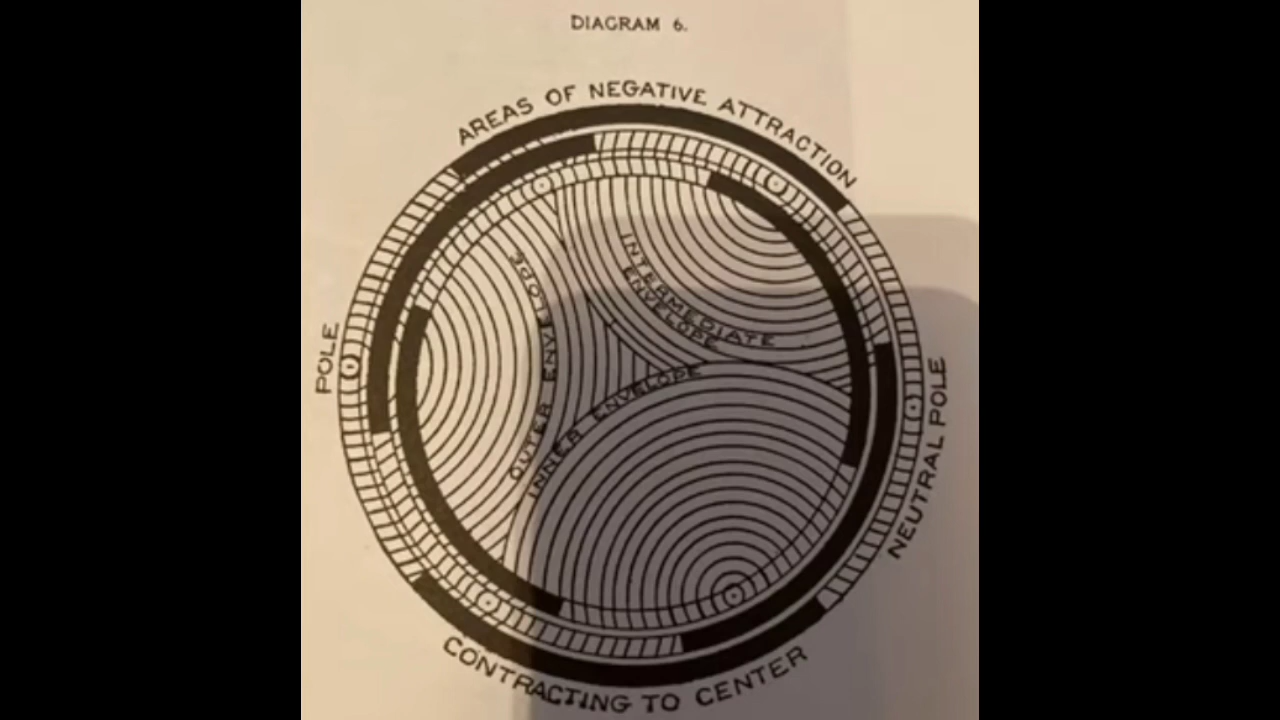 DIAGRAM 6.
AREAS OF NEGATIVE ATTRACTION
POLE
INTERMEDIATE
ENVELOPE
OUTER ENVELOPE
INNER ENVELOPE
NEUTRAL POLE
CONTRACTING TO CENTER